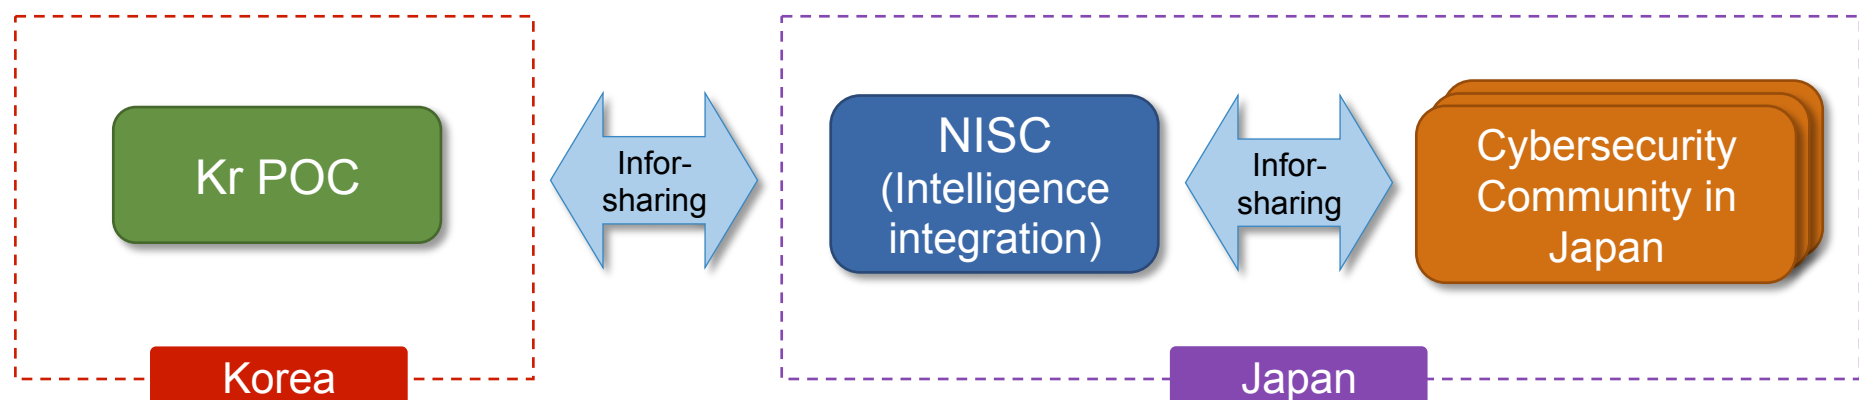 Kr POC
Infor-
sharing
NISC
(Intelligence
integration)
Infor-
sharing
Cybersecurity
Community in
Japan
Korea
Japan